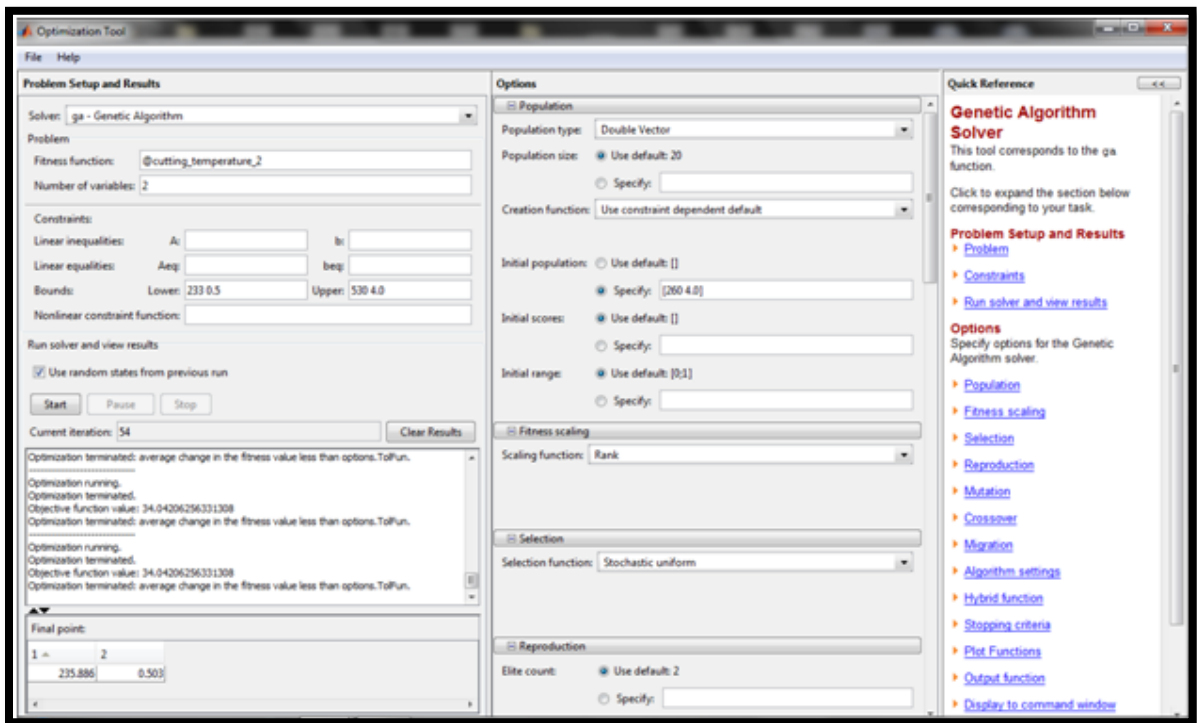 Optimization Tool
File Help
Problem Setup and Results
Solver: ga - Genetic Algorithm
Problem
Fitness function: @cutting_temperature_2
Number of variables: 2
Constraints:
Linear inequalities: A: b:
Linear equalities: Aeq: beq:
Bounds: Lower: 233 0.5 Upper: 530 4.0
Nonlinear constraint function:
Run solver and view results
Use random states from previous run
Start Pause Stop
Current iteration: 54 Clear Results
Optimization terminated: average change in the fitness value less than options.TolFun.
Optimization running.
Optimization terminated.
Objective function value: 34.04206256331308
Optimization terminated: average change in the fitness value less than options.TolFun.
Optimization running.
Optimization terminated.
Objective function value: 34.04206256331308
Optimization terminated: average change in the fitness value less than options.TolFun.
Final point:
1 2
235.886 0.503
Options
Population
Population type: Double Vector
Population size: Use default: 20
Specify:
Creation function: Use constraint dependent default
Initial population: Use default: []
Specify: [260 4.0]
Initial scores: Use default: []
Specify:
Initial range: Use default: [0;1]
Specify:
Fitness scaling
Scaling function: Rank
Selection
Selection function: Stochastic uniform
Reproduction
Elite count: Use default: 2
Specify:
Quick Reference <<
Genetic Algorithm
Solver
This tool corresponds to the ga
function.
Click to expand the section below
corresponding to your task.
Problem Setup and Results
Problem
Constraints
Run solver and view results
Options
Specify options for the Genetic
Algorithm solver.
Population
Fitness scaling
Selection
Reproduction
Mutation
Crossover
Migration
Algorithm settings
Hybrid function
Stopping criteria
Plot Functions
Output function
Display to command window